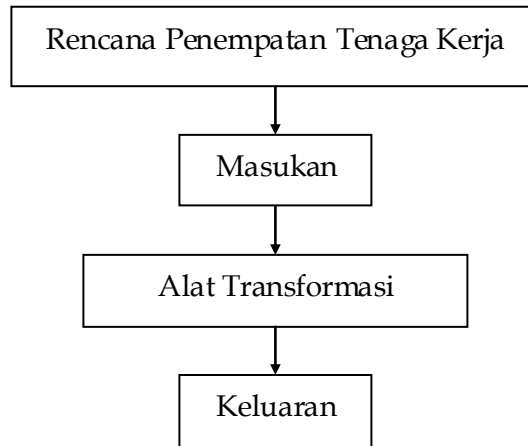 Rencana Penempatan Tenaga Kerja
Masukan
Alat Transformasi
Keluaran